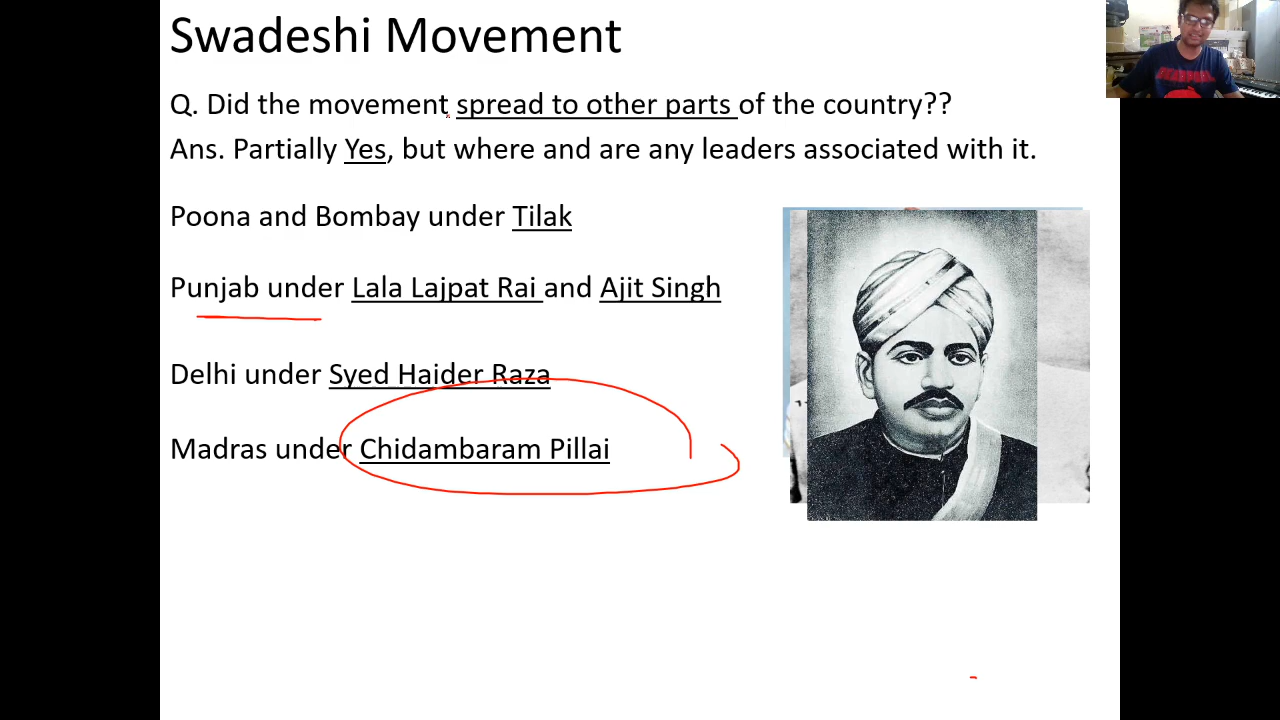 Swadeshi Movement
Q. Did the movement spread to other parts of the country??
Ans. Partially Yes, but where and are any leaders associated with it.
Poona and Bombay under Tilak
Punjab under Lala Lajpat Rai and Ajit Singh
Delhi under Syed Haider Raza
Madras under Chidambaram Pillai